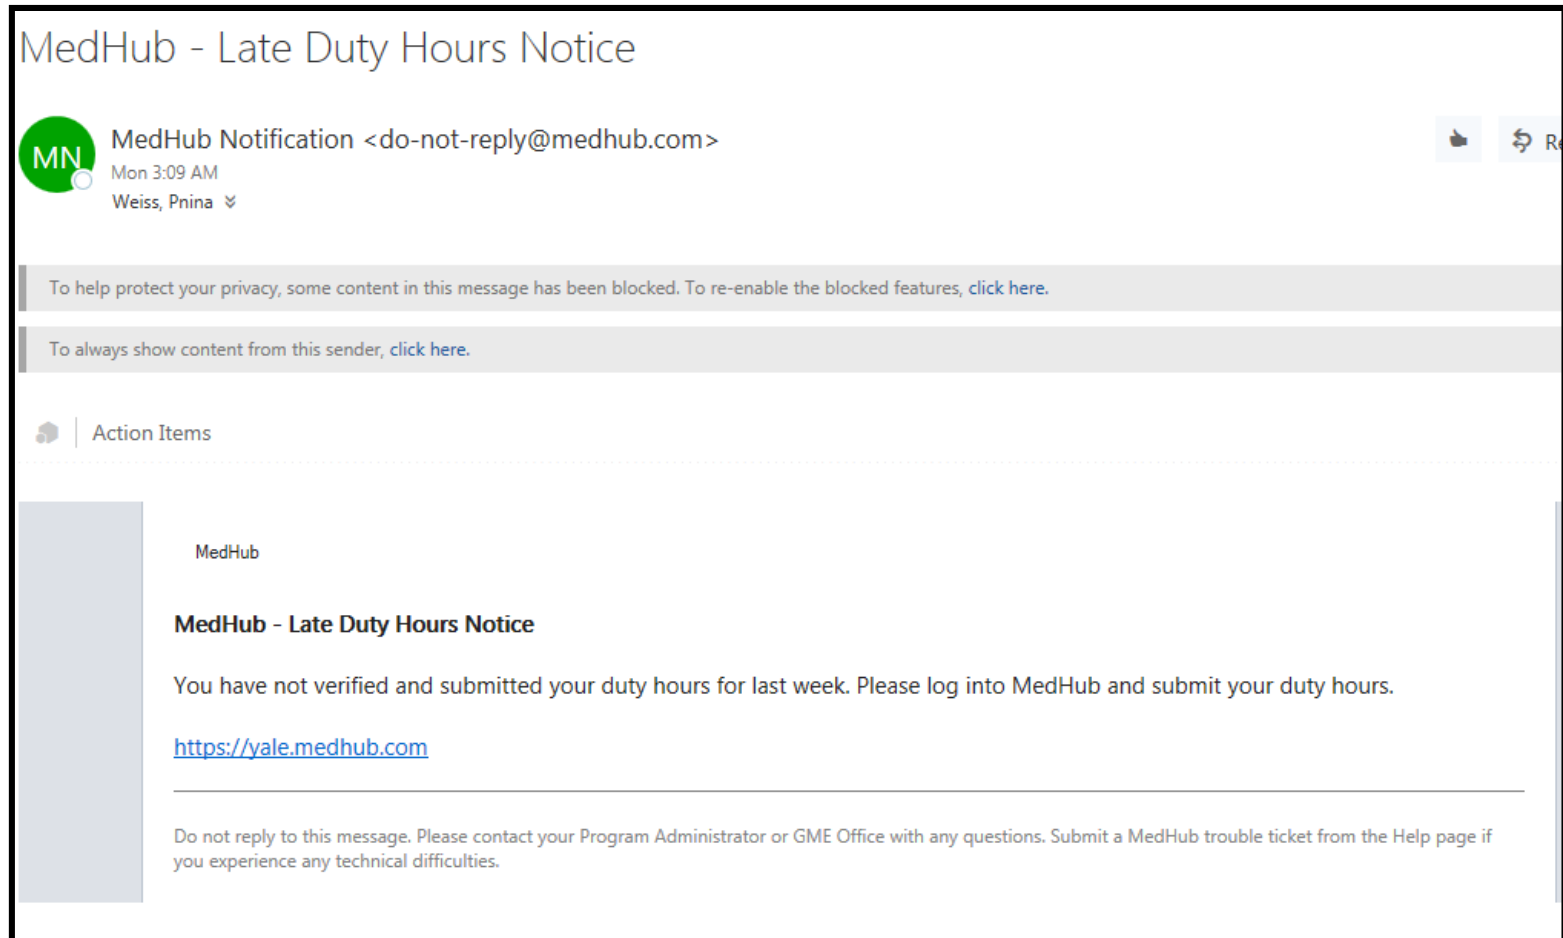 MedHub - Late Duty Hours Notice
MN
MedHub Notification <do-not-reply@medhub.com>
Mon 3:09 AM
Weiss, Pnina
To help protect your privacy, some content in this message has been blocked. To re-enable the blocked features, click here.
To always show content from this sender, click here.
Action Items
MedHub
MedHub - Late Duty Hours Notice
You have not verified and submitted your duty hours for last week. Please log into MedHub and submit your duty hours.
https://yale.medhub.com
Do not reply to this message. Please contact your Program Administrator or GME Office with any questions. Submit a MedHub trouble ticket from the Help page if
you experience any technical difficulties.